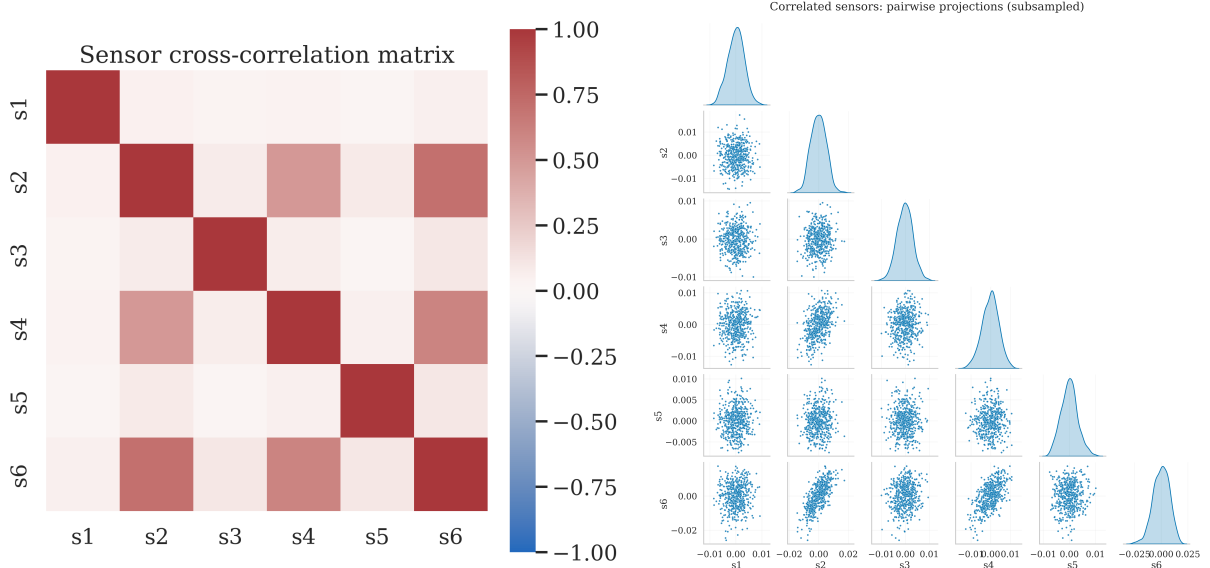 Sensor cross-correlation matrix
s1
s2
s3
s4
s5
s6
s1 s2 s3 s4 s5 s6
1.00
0.75
0.50
0.25
0.00
−0.25
−0.50
−0.75
−1.00
Correlated sensors: pairwise projections (subsampled)
0.01
0.00
−0.01
s2
0.01
0.00
−0.01
s3
0.01
0.00
−0.01
s4
0.010
0.005
0.000
−0.005
s5
0.00
−0.02
s6
−0.01 0.00 0.01 −0.02 0.00 0.02 −0.01 0.00 0.01 −0.01 0.00 0.01 −0.01 0.00 0.01 −0.025 0.000 0.025
s1 s2 s3 s4 s5 s6